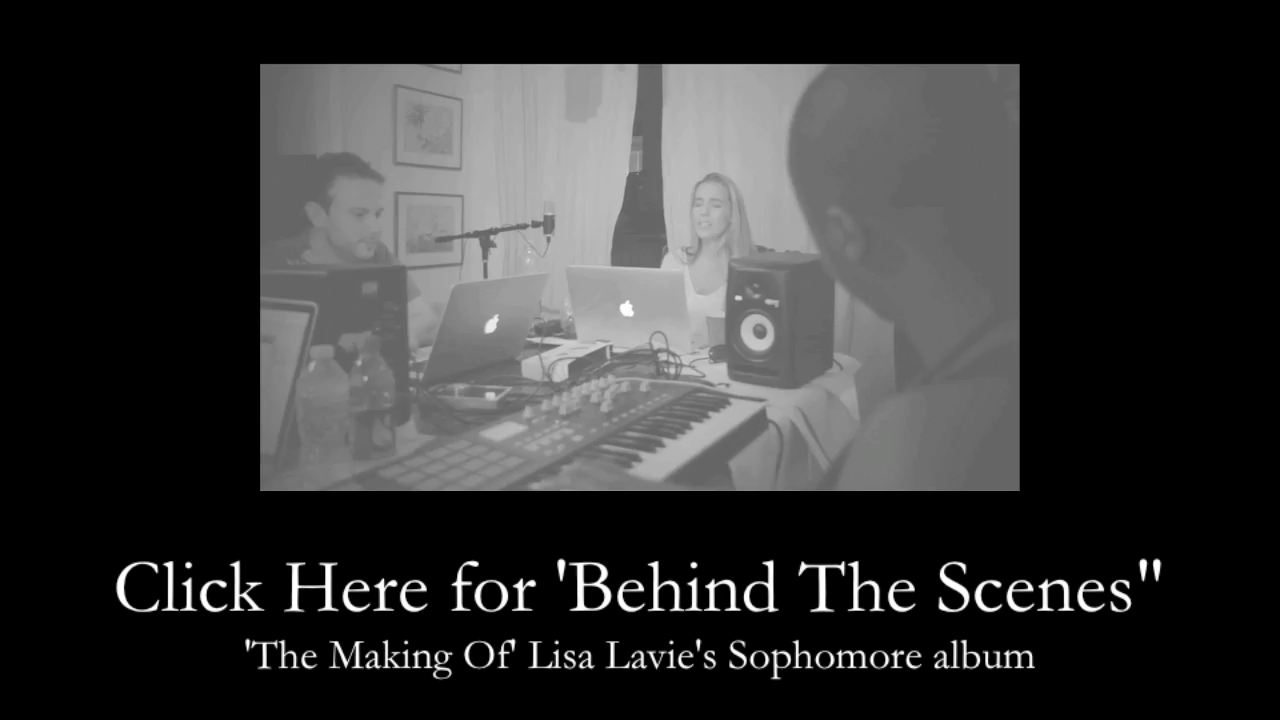 Click Here for 'Behind The Scenes"
'The Making Of' Lisa Lavie's Sophomore album